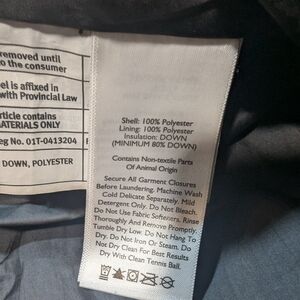 removed until
o the consumer
el is affixed in
with Provincial Law
rticle contains
ATERIALS ONLY
eg No. 01T-0413204
DOWN, POLYESTER
Shell: 100% Polyester
Lining: 100% Polyester
Insulation: DOWN
(MINIMUM 80% DOWN)
Contains Non-textile Parts
Of Animal Origin
Secure All Garment Closures
Before Laundering. Machine Wash
Cold Delicate Separately. Mild
Detergent Only. Do Not Bleach.
Do Not Use Fabric Softeners. Rinse
Thoroughly And Remove Promptly.
Tumble Dry Low. Do Not Hang To
Dry. Do Not Iron Or Steam. Do
Not Dry Clean For Best Results
Dry With Clean Tennis Ball.